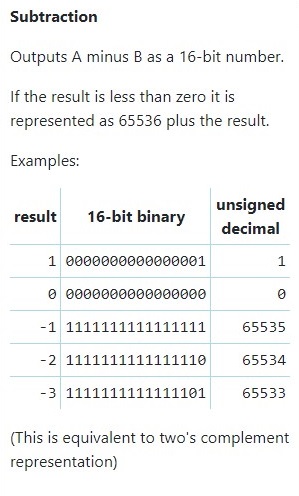 Subtraction
Outputs A minus B as a 16-bit number.
If the result is less than zero it is
represented as 65536 plus the result.
Examples:
result 16-bit binary unsigned decimal
1 0000000000000001 1
0 0000000000000000 0
-1 1111111111111111 65535
-2 1111111111111110 65534
-3 1111111111111101 65533
(This is equivalent to two's complement
representation)